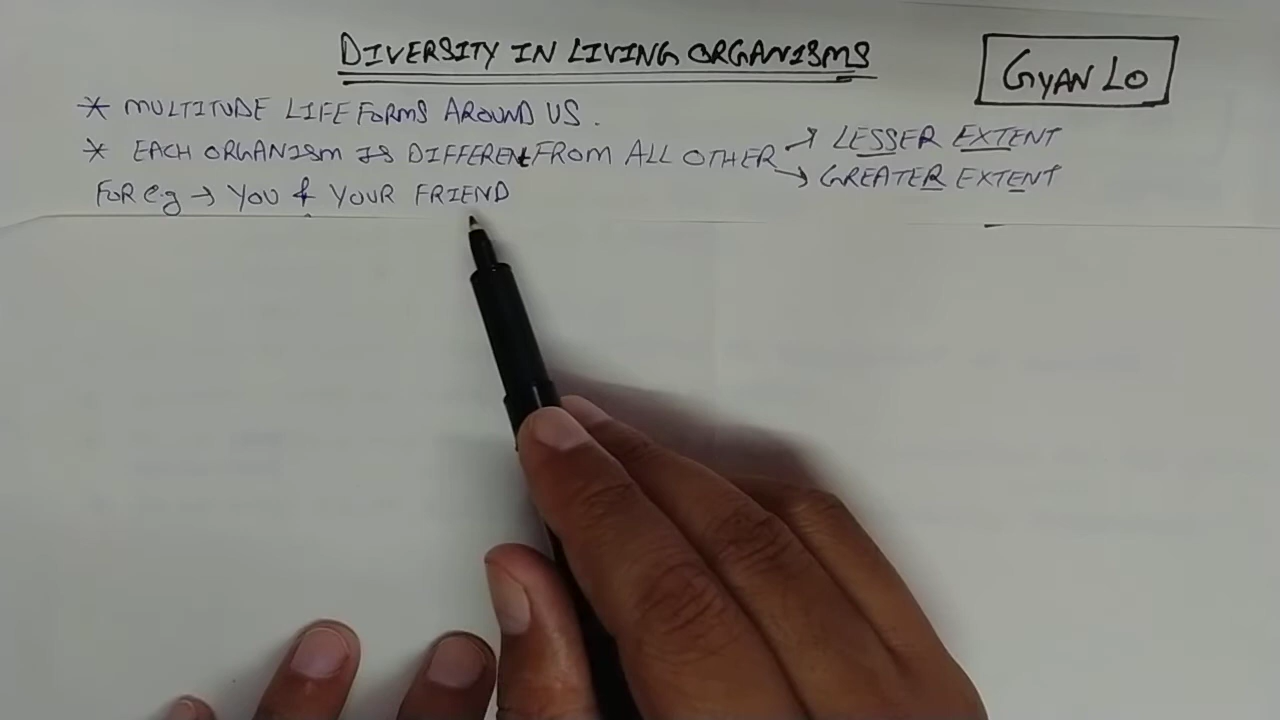 DIVERSITY IN LIVING ORGANISMS
GYAN LO
* MULTITUDE LIFE FORMS AROUND US.
* EACH ORGANISM IS DIFFERENT FROM ALL OTHER → LESSER EXTENT
→ GREATER EXTENT
FOR e.g → YOU & YOUR FRIEND